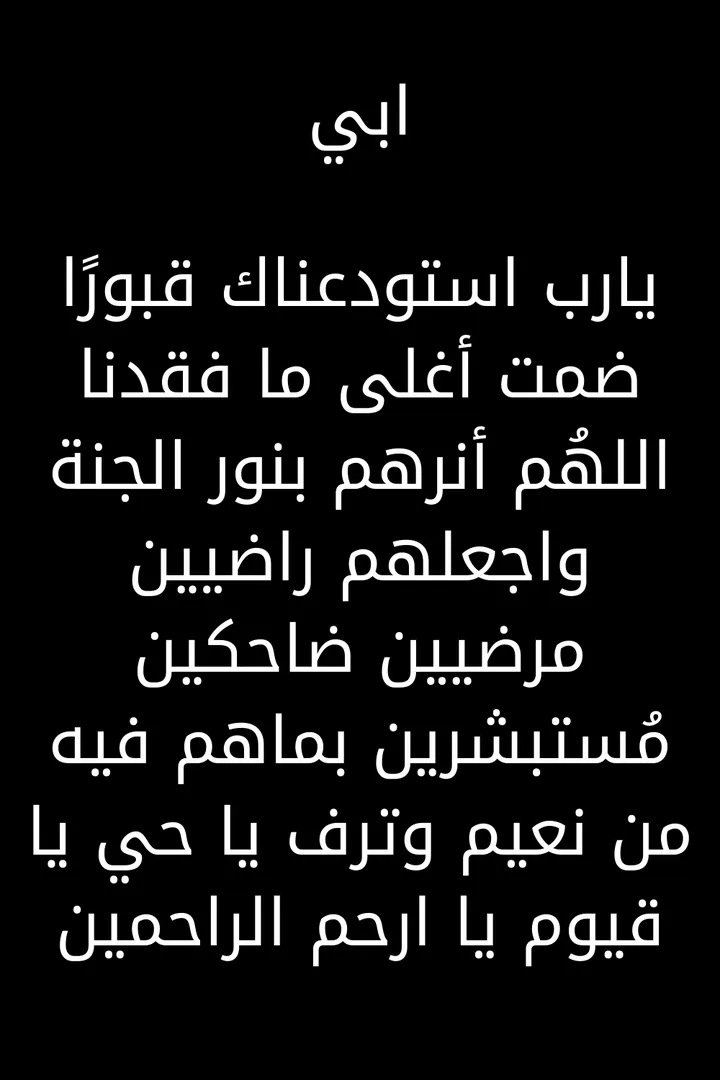 ابي
يارب استودعناك قبورًا
ضمت أغلى ما فقدنا
اللهُم أنرهم بنور الجنة
واجعلهم راضيين
مرضيين ضاحكين
مُستبشرين بماهم فيه
من نعيم وترف يا حي يا
قيوم يا ارحم الراحمين